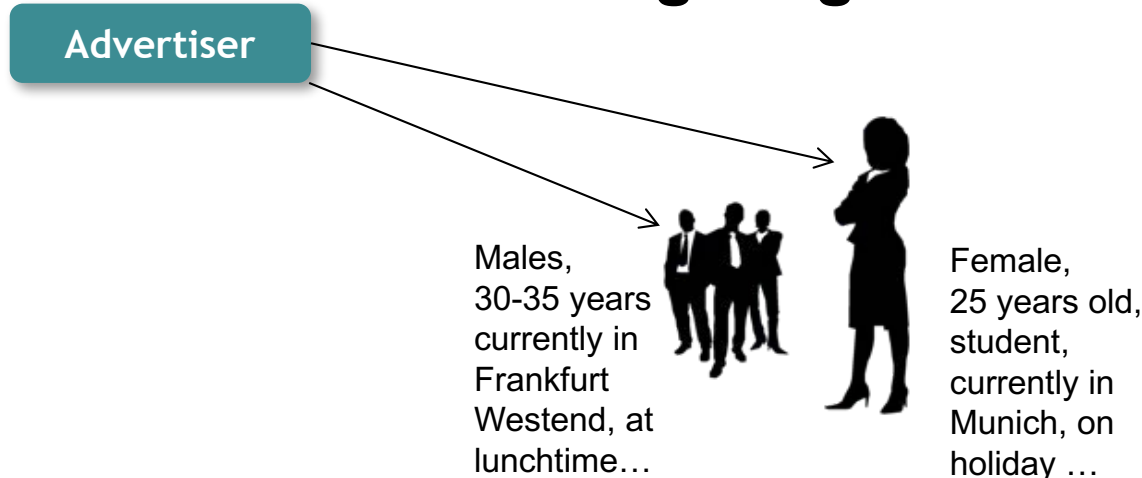 Advertiser
Males,
30-35 years
currently in
Frankfurt
Westend, at
lunchtime…
Female,
25 years old,
student,
currently in
Munich, on
holiday …